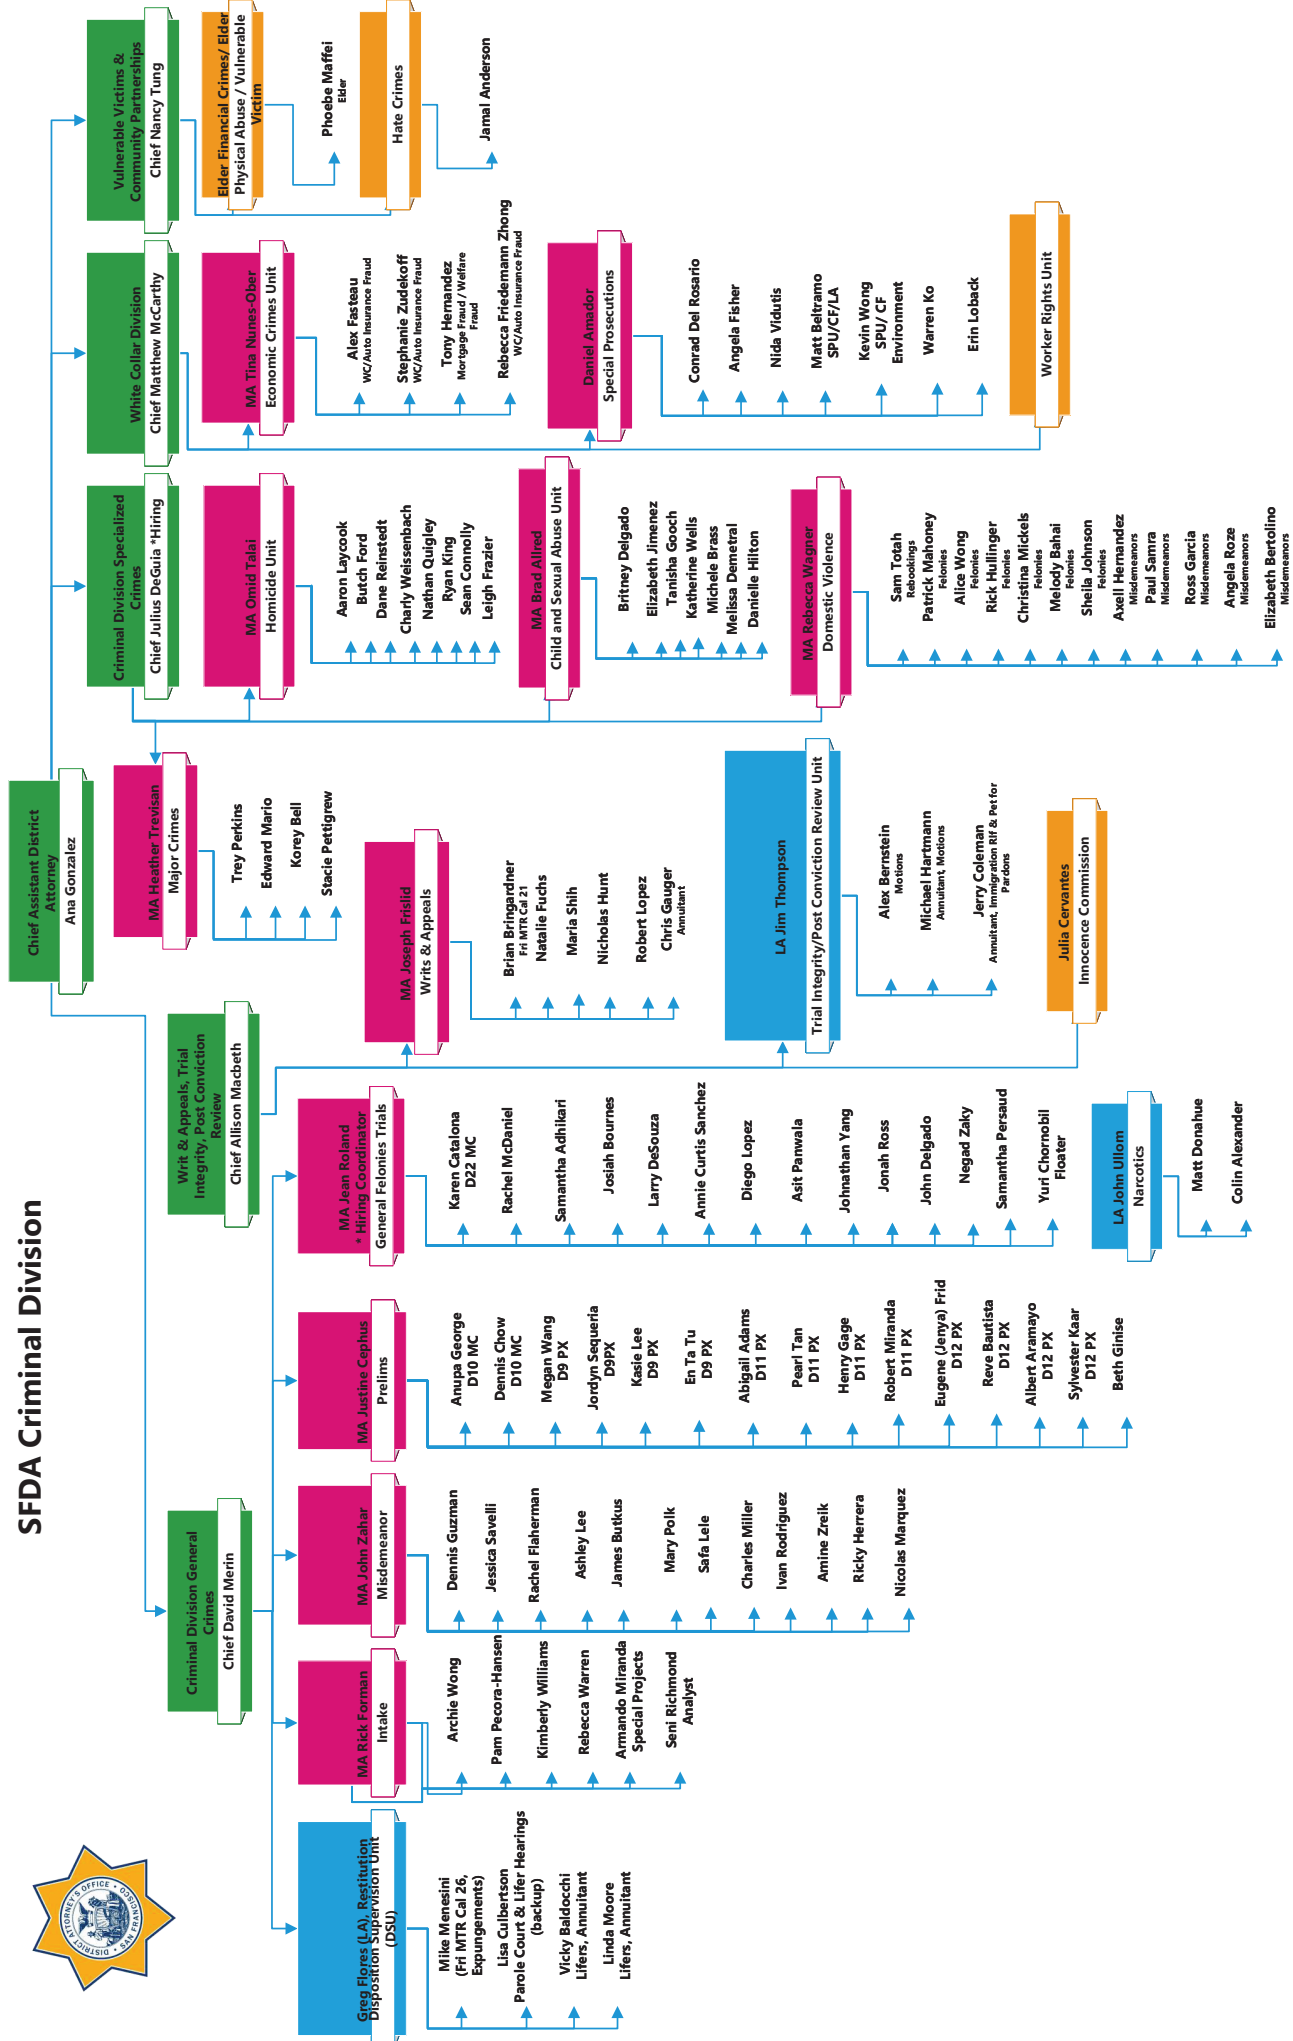 SFDA Criminal Division
DISTRICT ATTORNEY'S OFFICE • SAN FRANCISCO •
Chief Assistant District
Attorney
Ana Gonzalez
Criminal Division General
Crimes
Chief David Merin
Greg Flores (LA), Restitution
Disposition Supervision Unit
(DSU)
Mike Menesini
(Fri MTR Cal 26,
Expungements)
Lisa Culbertson
Parole Court & Lifer Hearings
(backup)
Vicky Baldocchi
Lifers, Annuitant
Linda Moore
Lifers, Annuitant
MA Rick Forman
Intake
Archie Wong
Pam Pecora-Hansen
Kimberly Williams
Rebecca Warren
Armando Miranda
Special Projects
Seni Richmond
Analyst
MA John Zahar
Misdemeanor
Dennis Guzman
Jessica Savelli
Rachel Flaherman
Ashley Lee
James Butkus
Mary Polk
Safa Lele
Charles Miller
Ivan Rodriguez
Amine Zreik
Ricky Herrera
Nicolas Marquez
MA Justine Cephus
Prelims
Anupa George
D10 MC
Dennis Chow
D10 MC
Megan Wang
D9 PX
Jordyn Sequeria
D9PX
Kasie Lee
D9 PX
En Ta Tu
D9 PX
Abigail Adams
D11 PX
Pearl Tan
D11 PX
Henry Gage
D11 PX
Robert Miranda
D11 PX
Eugene (Jenya) Frid
D12 PX
Reve Bautista
D12 PX
Albert Aramayo
D12 PX
Sylvester Kaar
D12 PX
Beth Ginise
MA Jean Roland
* Hiring Coordinator
General Felonies Trials
Karen Catalona
D22 MC
Rachel McDaniel
Samantha Adhikari
Josiah Bournes
Larry DeSouza
Annie Curtis Sanchez
Diego Lopez
Asit Panwala
Johnathan Yang
Jonah Ross
John Delgado
Negad Zaky
Samantha Persaud
Yuri Chornobil
Floater
LA John Ullom
Narcotics
Matt Donahue
Colin Alexander
Writ & Appeals, Trial
Integrity, Post Conviction
Review
Chief Allison Macbeth
MA Joseph Frislid
Writs & Appeals
Brian Bringardner
Fri MTR Cal 21
Natalie Fuchs
Maria Shih
Nicholas Hunt
Robert Lopez
Chris Gauger
Annuitant
LA Jim Thompson
Trial Integrity/Post Conviction Review Unit
Alex Bernstein
Motions
Michael Hartmann
Annuitant, Motions
Jerry Coleman
Annuitant, Immigration Rlf & Pet for
Pardons
Julia Cervantes
Innocence Commission
MA Heather Trevisan
Major Crimes
Trey Perkins
Edward Mario
Korey Bell
Stacie Pettigrew
Criminal Division Specialized
Crimes
Chief Julius DeGuia *Hiring
MA Omid Talai
Homicide Unit
Aaron Laycook
Butch Ford
Dane Reinstedt
Charly Weissenbach
Nathan Quigley
Ryan King
Sean Connolly
Leigh Frazier
MA Brad Allred
Child and Sexual Abuse Unit
Britney Delgado
Elizabeth Jimenez
Tanisha Gooch
Katherine Wells
Michele Brass
Melissa Demetral
Danielle Hilton
MA Rebecca Wagner
Domestic Violence
Sam Totah
Rebookings
Patrick Mahoney
Felonies
Alice Wong
Felonies
Rick Hullinger
Felonies
Christina Mickels
Felonies
Melody Bahai
Felonies
Sheila Johnson
Felonies
Axell Hernandez
Misdemeanors
Paul Samra
Misdemeanors
Ross Garcia
Misdemeanors
Angela Roze
Misdemeanors
Elizabeth Bertolino
Misdemeanors
White Collar Division
Chief Matthew McCarthy
MA Tina Nunes-Ober
Economic Crimes Unit
Alex Fasteau
WC/Auto Insurance Fraud
Stephanie Zudekoff
WC/Auto Insurance Fraud
Tony Hernandez
Mortgage Fraud / Welfare
Fraud
Rebecca Friedemann Zhong
WC/Auto Insurance Fraud
Daniel Amador
Special Prosecutions
Conrad Del Rosario
Angela Fisher
Nida Vidutis
Matt Beltramo
SPU/CF/LA
Kevin Wong
SPU/ CF
Environment
Warren Ko
Erin Loback
Worker Rights Unit
Vulnerable Victims &
Community Partnerships
Chief Nancy Tung
Elder Financial Crimes/ Elder
Physical Abuse / Vulnerable
Victim
Phoebe Maffei
Elder
Hate Crimes
Jamal Anderson